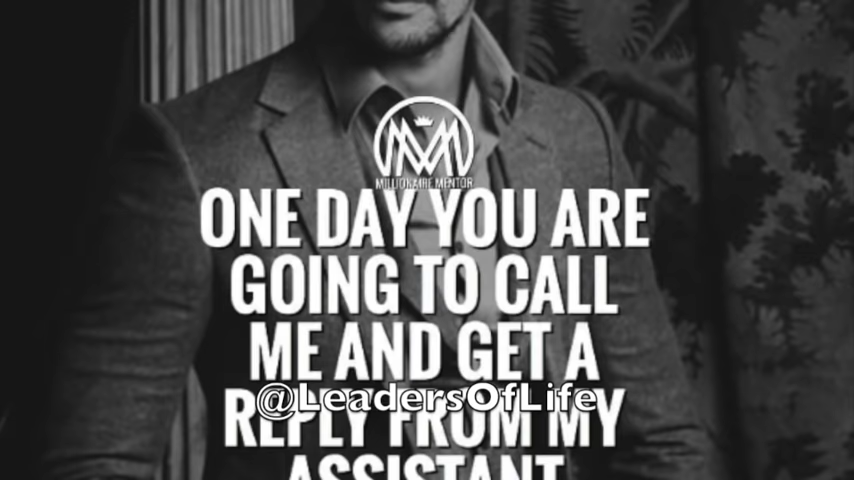 MILLIONAIRE MENTOR
ONE DAY YOU ARE
GOING TO CALL
ME AND GET A
REPLY FROM MY
@LeadersOfLife
ASSISTANT